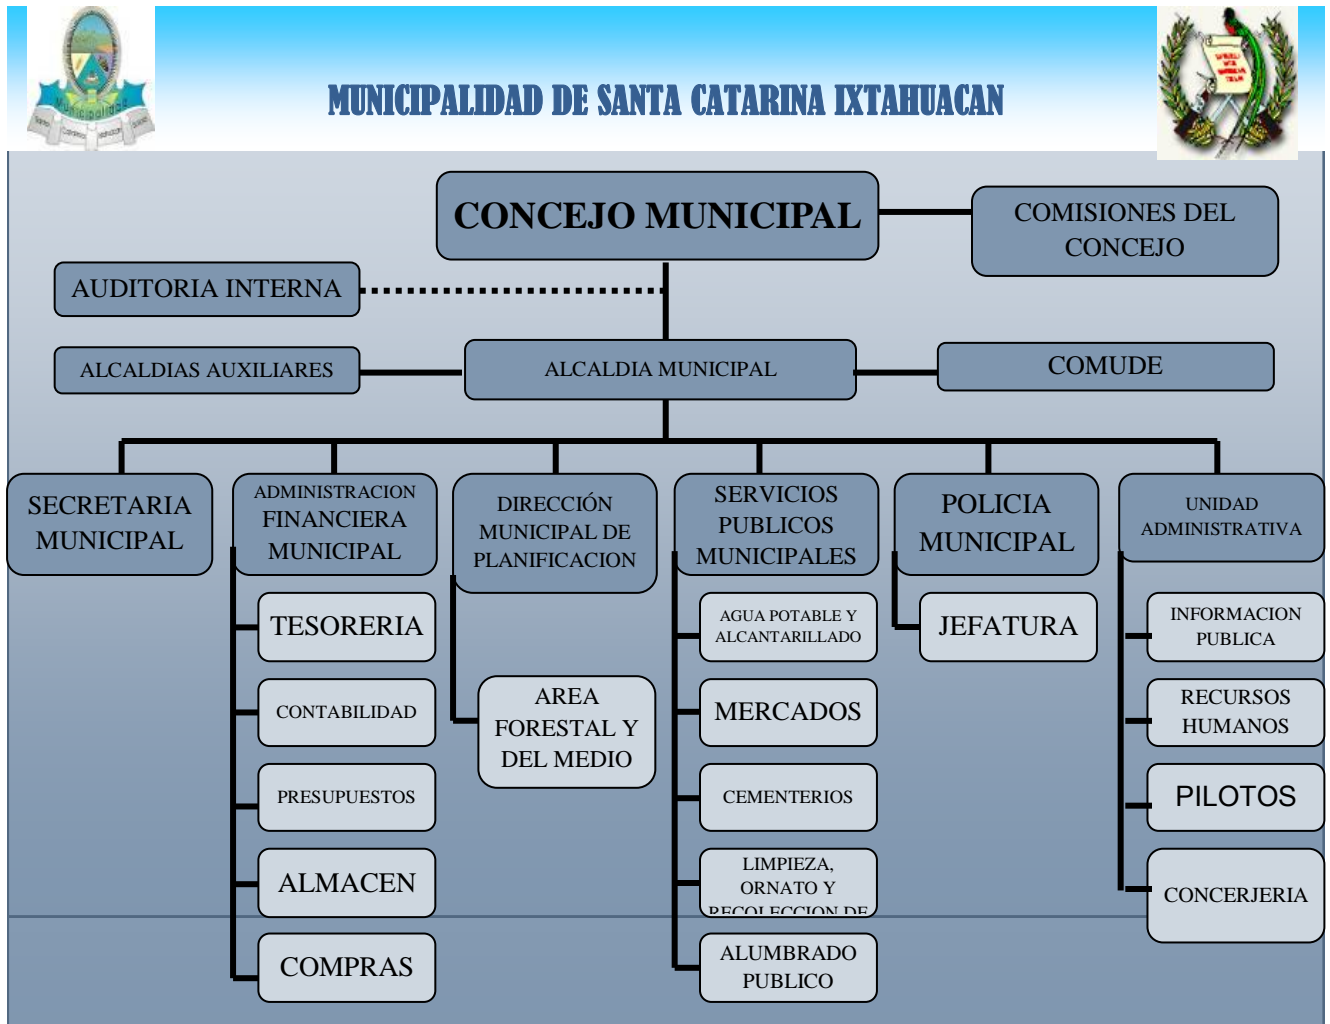 MUNICIPALIDAD DE SANTA CATARINA IXTAHUACAN
Municipalidad
CONCEJO MUNICIPAL
COMISIONES DEL
CONCEJO
AUDITORIA INTERNA
ALCALDIAS AUXILIARES
ALCALDIA MUNICIPAL
COMUDE
SECRETARIA
MUNICIPAL
ADMINISTRACION
FINANCIERA
MUNICIPAL
DIRECCIÓN
MUNICIPAL DE
PLANIFICACION
SERVICIOS
PUBLICOS
MUNICIPALES
POLICIA
MUNICIPAL
UNIDAD
ADMINISTRATIVA
TESORERIA
CONTABILIDAD
PRESUPUESTOS
ALMACEN
COMPRAS
AREA
FORESTAL Y
DEL MEDIO
AGUA POTABLE Y
ALCANTARILLADO
MERCADOS
CEMENTERIOS
LIMPIEZA,
ORNATO Y
RECOLECCION DE
ALUMBRADO
PUBLICO
JEFATURA
INFORMACION
PUBLICA
RECURSOS
HUMANOS
PILOTOS
CONCERJERIA